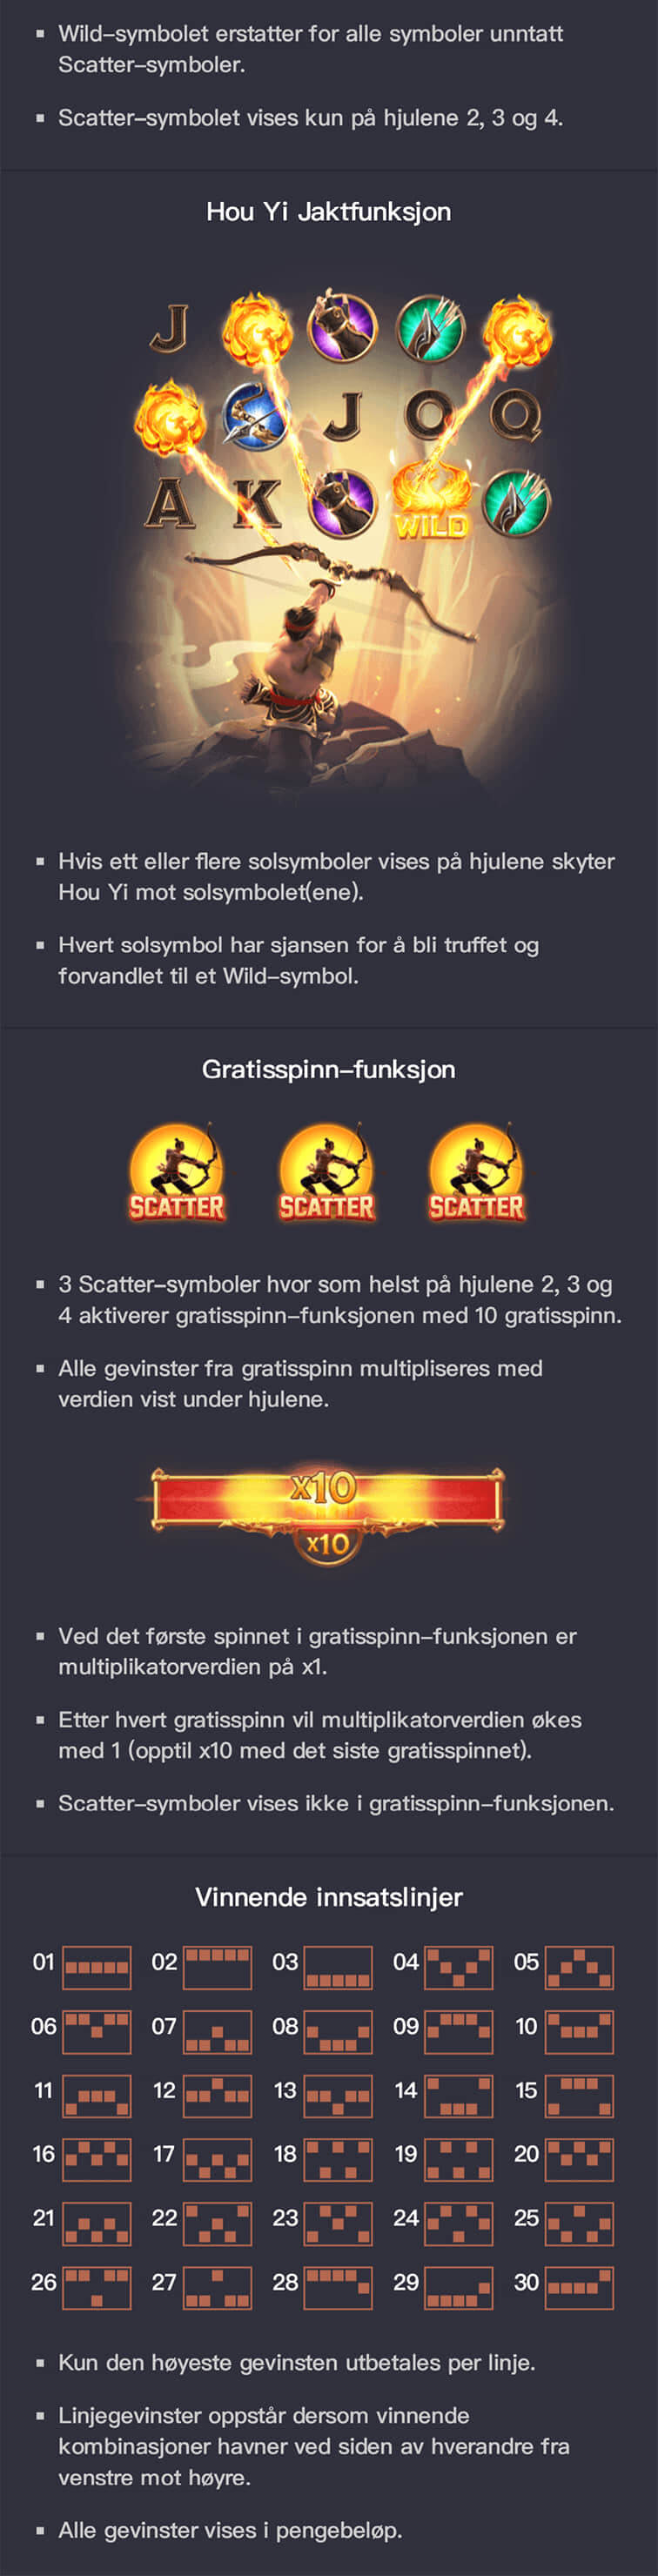 ▪ Wild–symbolet erstatter for alle symboler unntatt
Scatter–symboler.
▪ Scatter–symbolet vises kun på hjulene 2, 3 og 4.
Hou Yi Jaktfunksjon
J
J Q Q
A K WILD
▪ Hvis ett eller flere solsymboler vises på hjulene skyter
Hou Yi mot solsymbolet(ene).
▪ Hvert solsymbol har sjansen for å bli truffet og
forvandlet til et Wild–symbol.
Gratisspinn–funksjon
SCATTER SCATTER SCATTER
▪ 3 Scatter–symboler hvor som helst på hjulene 2, 3 og
4 aktiverer gratisspinn–funksjonen med 10 gratisspinn.
▪ Alle gevinster fra gratisspinn multipliseres med
verdien vist under hjulene.
x10
x10
▪ Ved det første spinnet i gratisspinn–funksjonen er
multiplikatorverdien på x1.
▪ Etter hvert gratisspinn vil multiplikatorverdien økes
med 1 (opptil x10 med det siste gratisspinnet).
▪ Scatter–symboler vises ikke i gratisspinn–funksjonen.
Vinnende innsatslinjer
01 02 03 04 05
06 07 08 09 10
11 12 13 14 15
16 17 18 19 20
21 22 23 24 25
26 27 28 29 30
▪ Kun den høyeste gevinsten utbetales per linje.
▪ Linjegevinster oppstår dersom vinnende
kombinasjoner havner ved siden av hverandre fra
venstre mot høyre.
▪ Alle gevinster vises i pengebeløp.